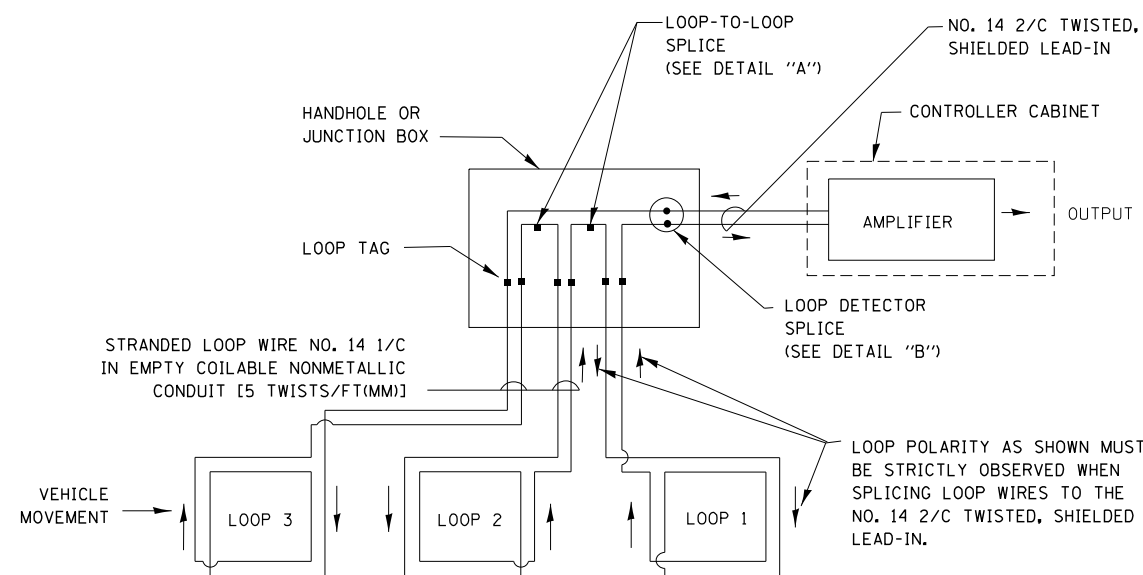 LOOP-TO-LOOP
SPLICE
(SEE DETAIL "A")
NO. 14 2/C TWISTED,
SHIELDED LEAD-IN
HANDHOLE OR
JUNCTION BOX
CONTROLLER CABINET
AMPLIFIER
OUTPUT
LOOP TAG
LOOP DETECTOR
SPLICE
(SEE DETAIL "B")
STRANDED LOOP WIRE NO. 14 1/C
IN EMPTY COILABLE NONMETALLIC
CONDUIT [5 TWISTS/FT(MM)]
LOOP POLARITY AS SHOWN MUST
BE STRICTLY OBSERVED WHEN
SPLICING LOOP WIRES TO THE
NO. 14 2/C TWISTED, SHIELDED
LEAD-IN.
VEHICLE
MOVEMENT
LOOP 3
LOOP 2
LOOP 1